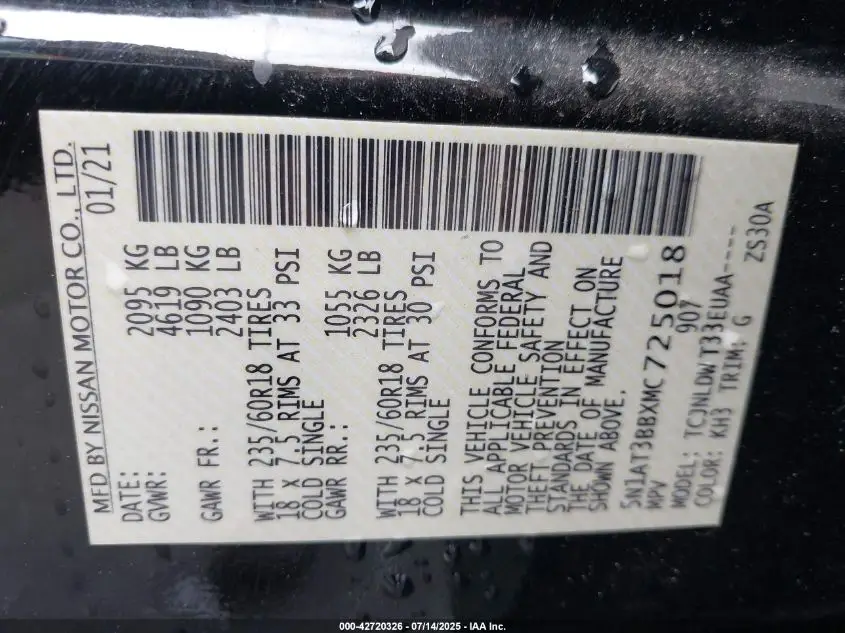 MFD BY NISSAN MOTOR CO., LTD.
DATE: 01/21
GVWR: 2095 KG
4619 LB
GAWR FR.: 1090 KG
2403 LB
WITH 235/60R18 TIRES
18 X 7.5 RIMS AT 33 PSI
COLD SINGLE
GAWR RR.: 1055 KG
2326 LB
WITH 235/60R18 TIRES
18 X 7.5 RIMS AT 30 PSI
COLD SINGLE
THIS VEHICLE CONFORMS TO
ALL APPLICABLE FEDERAL
MOTOR VEHICLE SAFETY AND
THEFT PREVENTION
STANDARDS IN EFFECT ON
THE DATE OF MANUFACTURE
SHOWN ABOVE.
5N1AT3BBXMC725018
MPV 907
MODEL: TCJNLDWT33EUAA----
COLOR: KH3 TRIM: G ZS30A
000-42720326 - 07/14/2025 - IAA Inc.